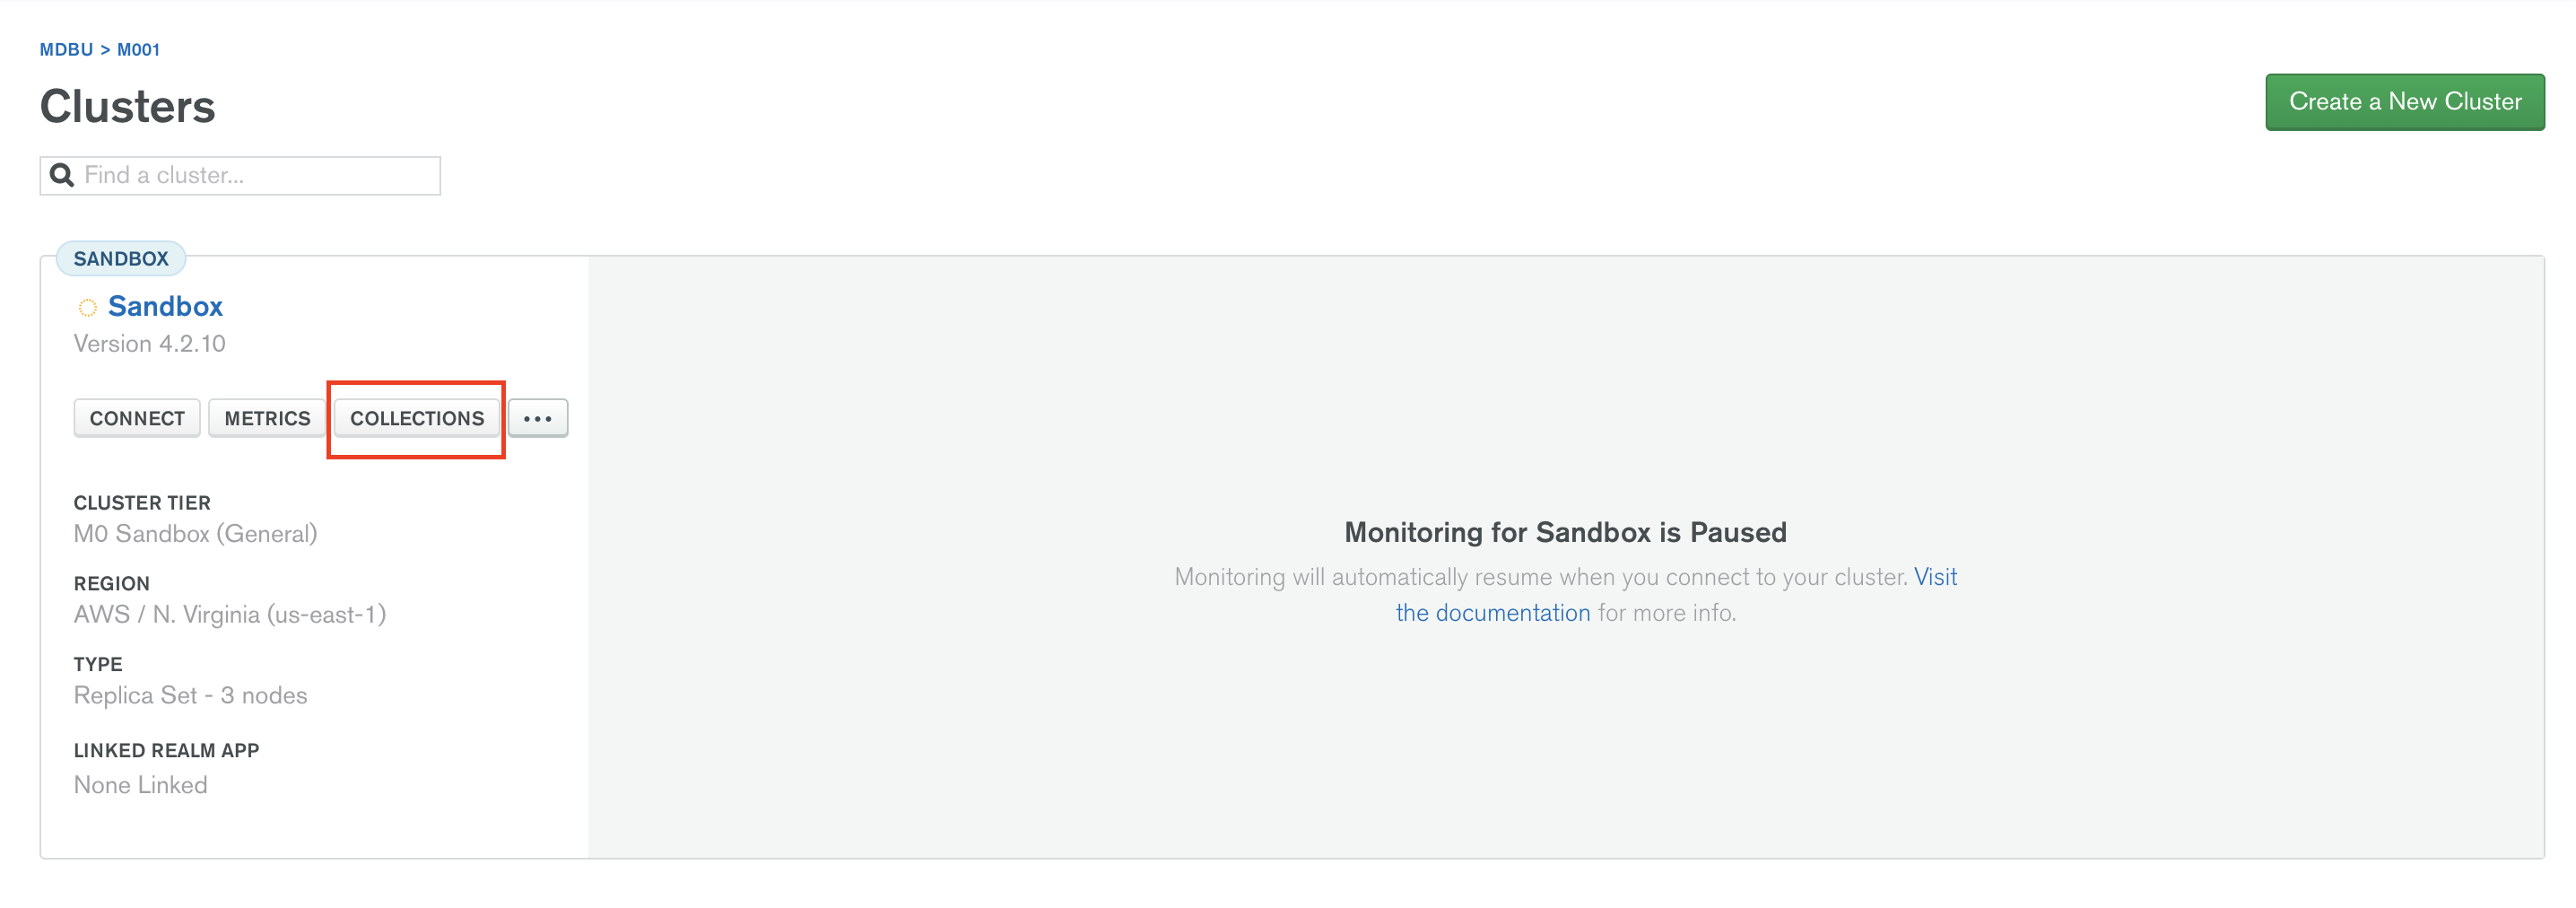 MDBU > M001
Clusters
Create a New Cluster
Find a cluster...
SANDBOX
Sandbox
Version 4.2.10
CONNECT METRICS COLLECTIONS ...
CLUSTER TIER
M0 Sandbox (General)
REGION
AWS / N. Virginia (us-east-1)
TYPE
Replica Set - 3 nodes
LINKED REALM APP
None Linked
Monitoring for Sandbox is Paused
Monitoring will automatically resume when you connect to your cluster. Visit
the documentation for more info.